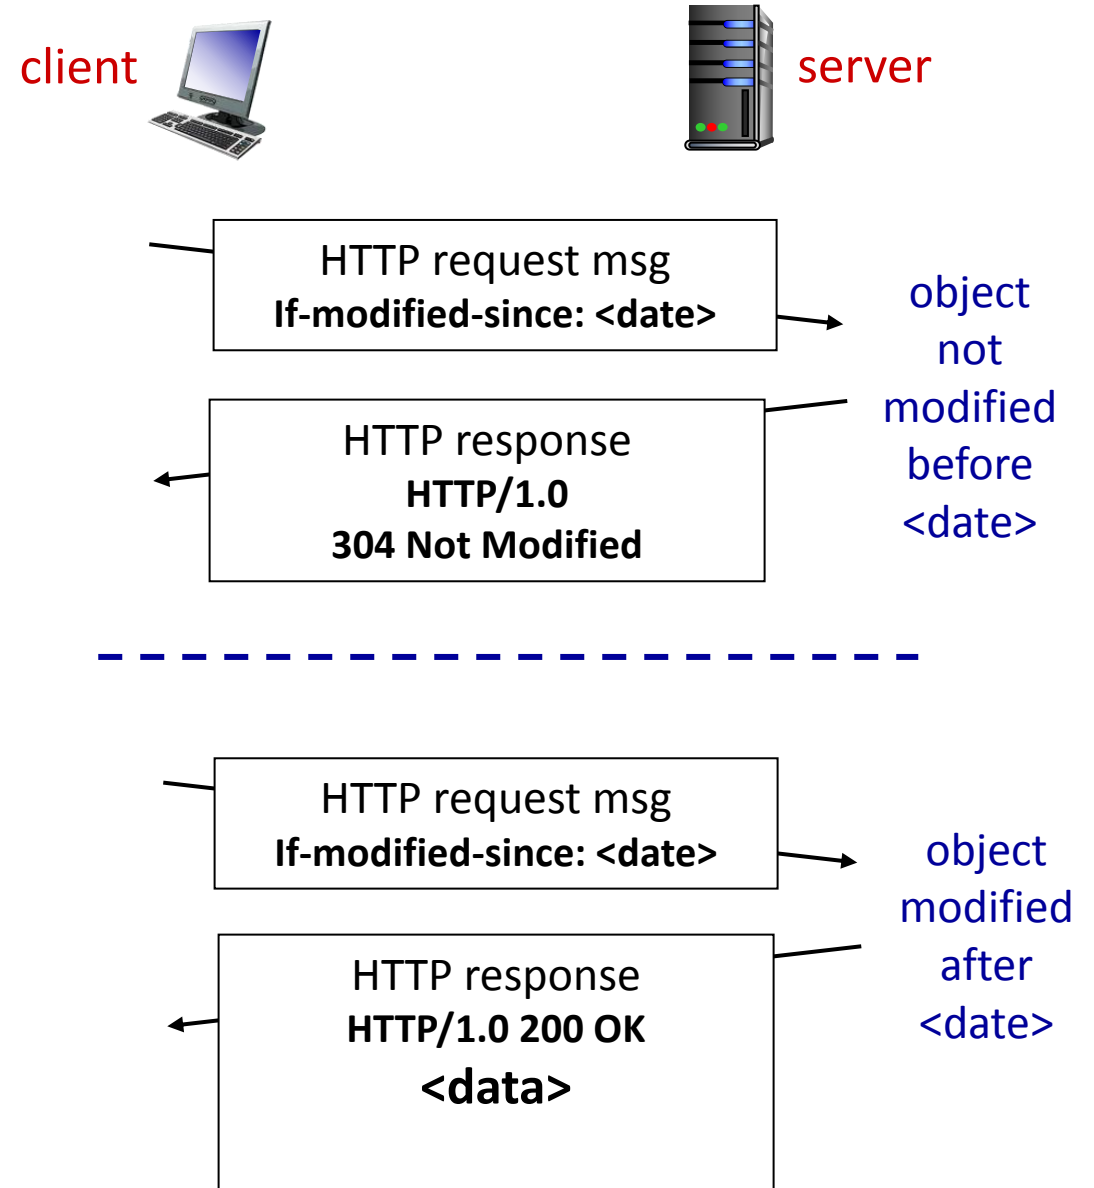 client
server
HTTP request msg
If-modified-since: <date>
object
not
modified
before
<date>
HTTP response
HTTP/1.0
304 Not Modified
HTTP request msg
If-modified-since: <date>
object
modified
after
<date>
HTTP response
HTTP/1.0 200 OK
<data>